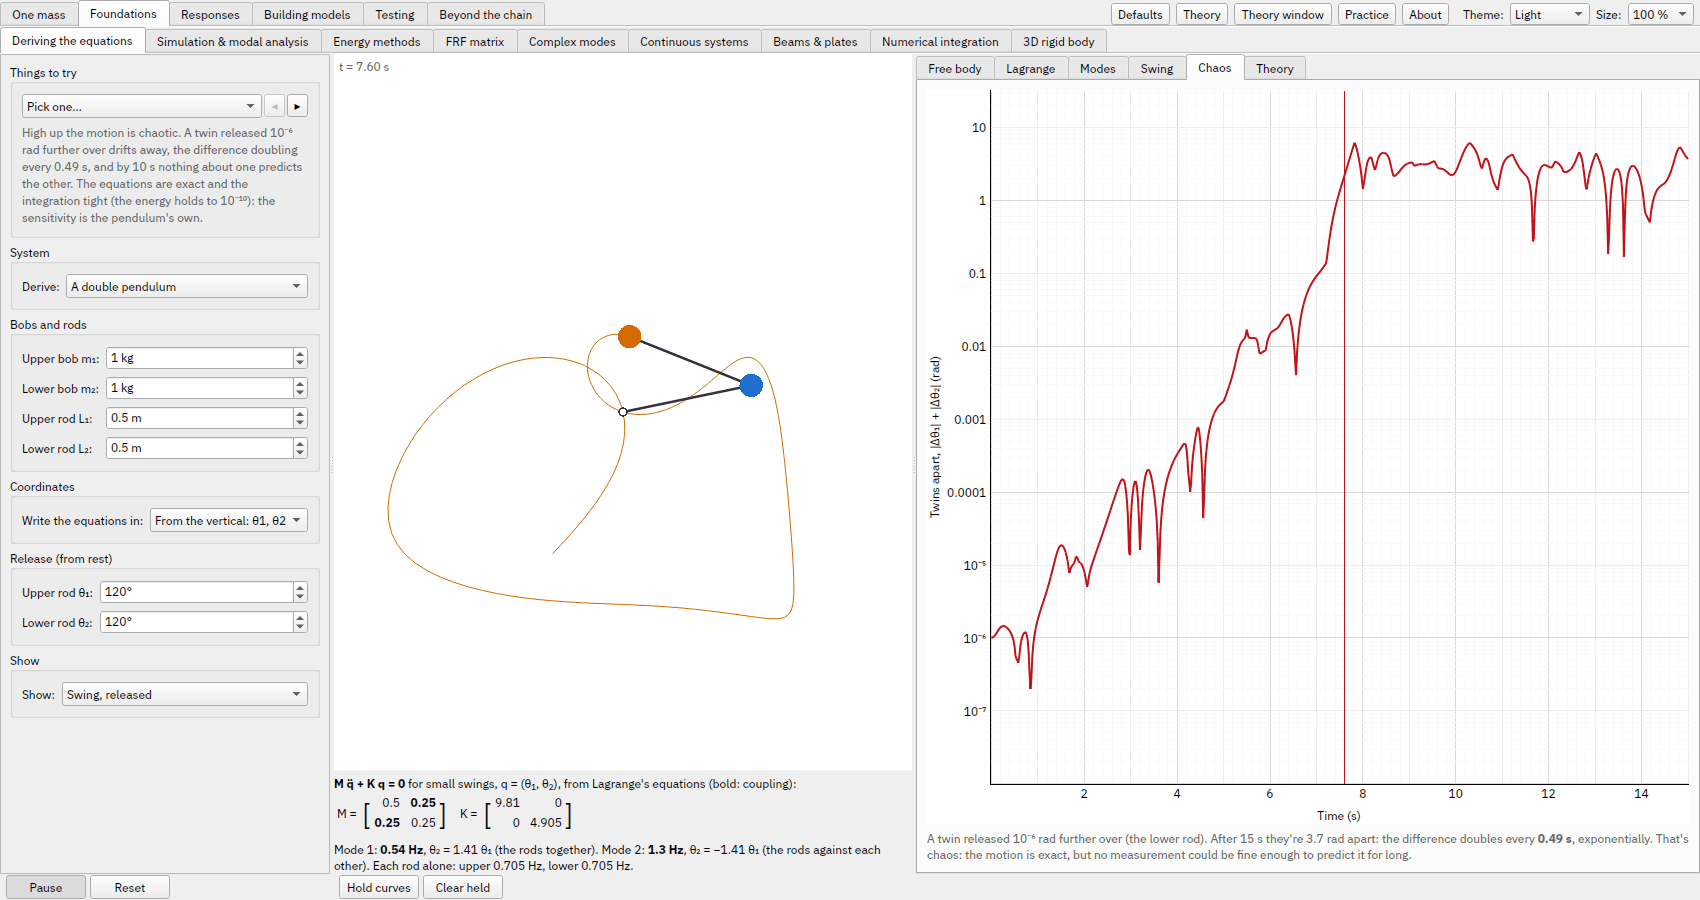 One mass
Foundations
Responses
Building models
Testing
Beyond the chain
Defaults
Theory
Theory window
Practice
About
Theme: Light
Size: 100 %
Deriving the equations
Simulation & modal analysis
Energy methods
FRF matrix
Complex modes
Continuous systems
Beams & plates
Numerical integration
3D rigid body
Things to try
Pick one...
High up the motion is chaotic. A twin released 10⁻⁶
rad further over drifts away, the difference doubling
every 0.49 s, and by 10 s nothing about one predicts
the other. The equations are exact and the
integration tight (the energy holds to 10⁻¹⁰): the
sensitivity is the pendulum's own.
System
Derive: A double pendulum
Bobs and rods
Upper bob m₁: 1 kg
Lower bob m₂: 1 kg
Upper rod L₁: 0.5 m
Lower rod L₂: 0.5 m
Coordinates
Write the equations in: From the vertical: θ1, θ2
Release (from rest)
Upper rod θ₁: 120°
Lower rod θ₂: 120°
Show
Show: Swing, released
Pause
Reset
t = 7.60 s
M q̈ + K q = 0 for small swings, q = (θ₁, θ₂), from Lagrange's equations (bold: coupling):
M = [ 0.5 0.25 K = [ 9.81 0
0.25 0.25 ] 0 4.905 ]
Mode 1: 0.54 Hz, θ₂ = 1.41 θ₁ (the rods together). Mode 2: 1.3 Hz, θ₂ = −1.41 θ₁ (the rods against each
other). Each rod alone: upper 0.705 Hz, lower 0.705 Hz.
Hold curves
Clear held
Free body
Lagrange
Modes
Swing
Chaos
Theory
Twins apart, |Δθ₁| + |Δθ₂| (rad)
10
1
0.1
0.01
0.001
0.0001
10⁻⁵
10⁻⁶
10⁻⁷
2 4 6 8 10 12 14
Time (s)
A twin released 10⁻⁶ rad further over (the lower rod). After 15 s they're 3.7 rad apart: the difference doubles every 0.49 s, exponentially. That's
chaos: the motion is exact, but no measurement could be fine enough to predict it for long.